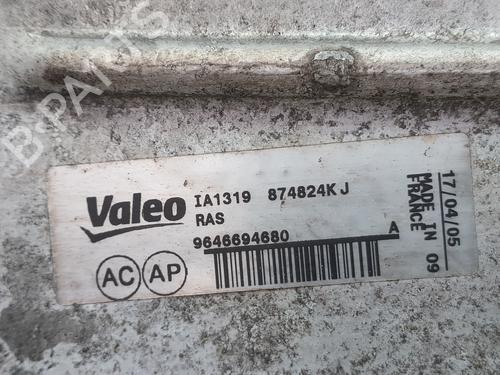 B-PARTS
Valeo
IA1319 874824K J
RAS
9646694680 A
AC AP
MADE IN
FRANCE 09
17/04/05